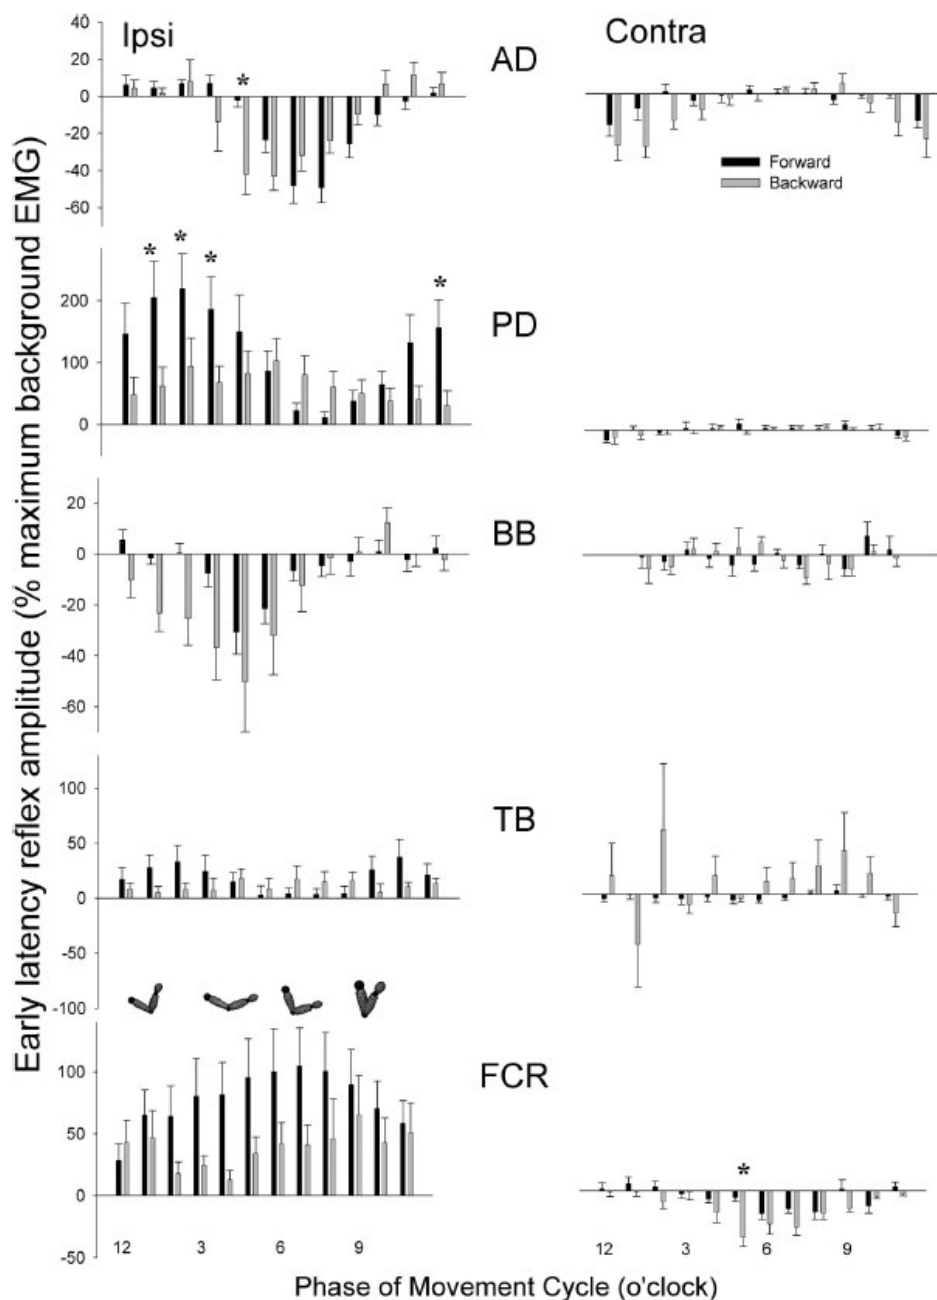 Ipsi
Contra
AD
40
20
0
-20
-40
-60
*
Forward
Backward
Early latency reflex amplitude (% maximum background EMG)
PD
* * * *
200
100
0
BB
20
0
-20
-40
-60
TB
100
50
0
-50
-100
FCR
100
50
0
-50
*
12 3 6 9
12 3 6 9
Phase of Movement Cycle (o'clock)